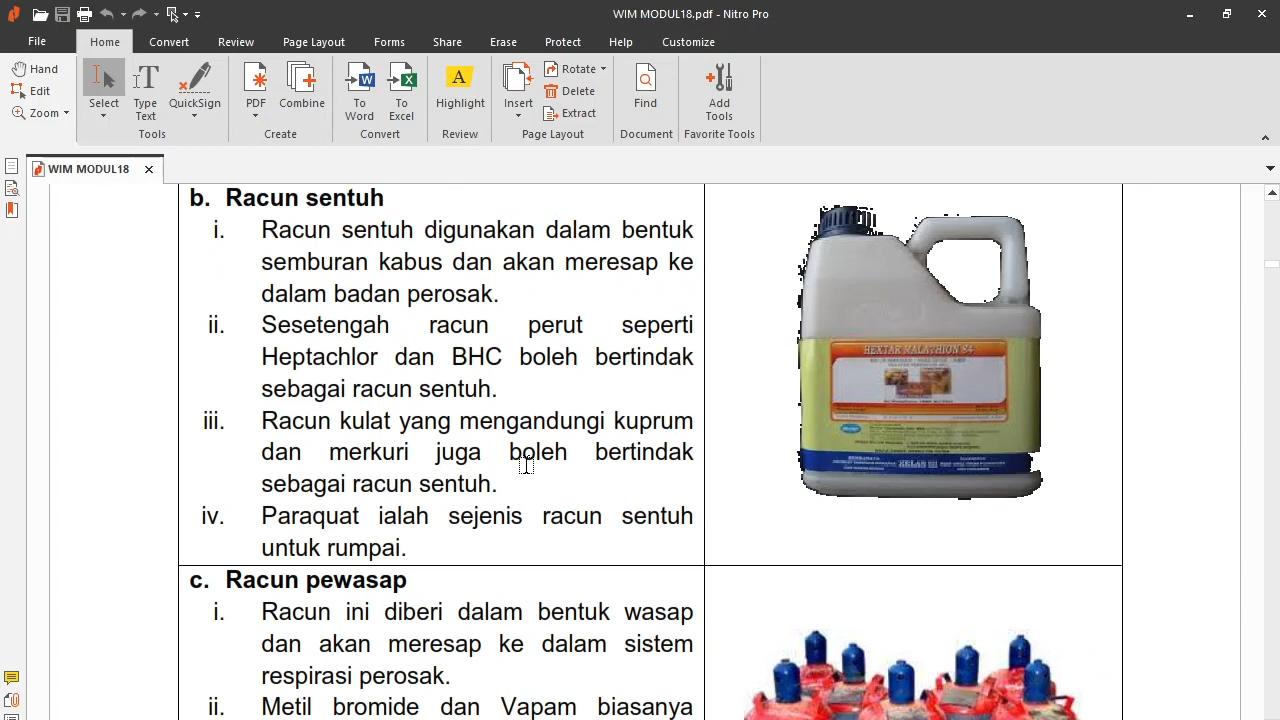 WIM MODUL18.pdf - Nitro Pro
File Home Convert Review Page Layout Forms Share Erase Protect Help Customize
Hand
Edit
Zoom
Select
Type Text
QuickSign
Tools
PDF
Combine
Create
To Word
To Excel
Convert
Highlight
Review
Insert
Rotate
Delete
Extract
Page Layout
Find
Document
Add Tools
Favorite Tools
WIM MODUL18
b. Racun sentuh
i. Racun sentuh digunakan dalam bentuk
semburan kabus dan akan meresap ke
dalam badan perosak.
ii. Sesetengah racun perut seperti
Heptachlor dan BHC boleh bertindak
sebagai racun sentuh.
iii. Racun kulat yang mengandungi kuprum
dan merkuri juga boleh bertindak
sebagai racun sentuh.
iv. Paraquat ialah sejenis racun sentuh
untuk rumpai.
HEXTAR MALATHION 84
KELAS III
c. Racun pewasap
i. Racun ini diberi dalam bentuk wasap
dan akan meresap ke dalam sistem
respirasi perosak.
ii. Metil bromide dan Vapam biasanya